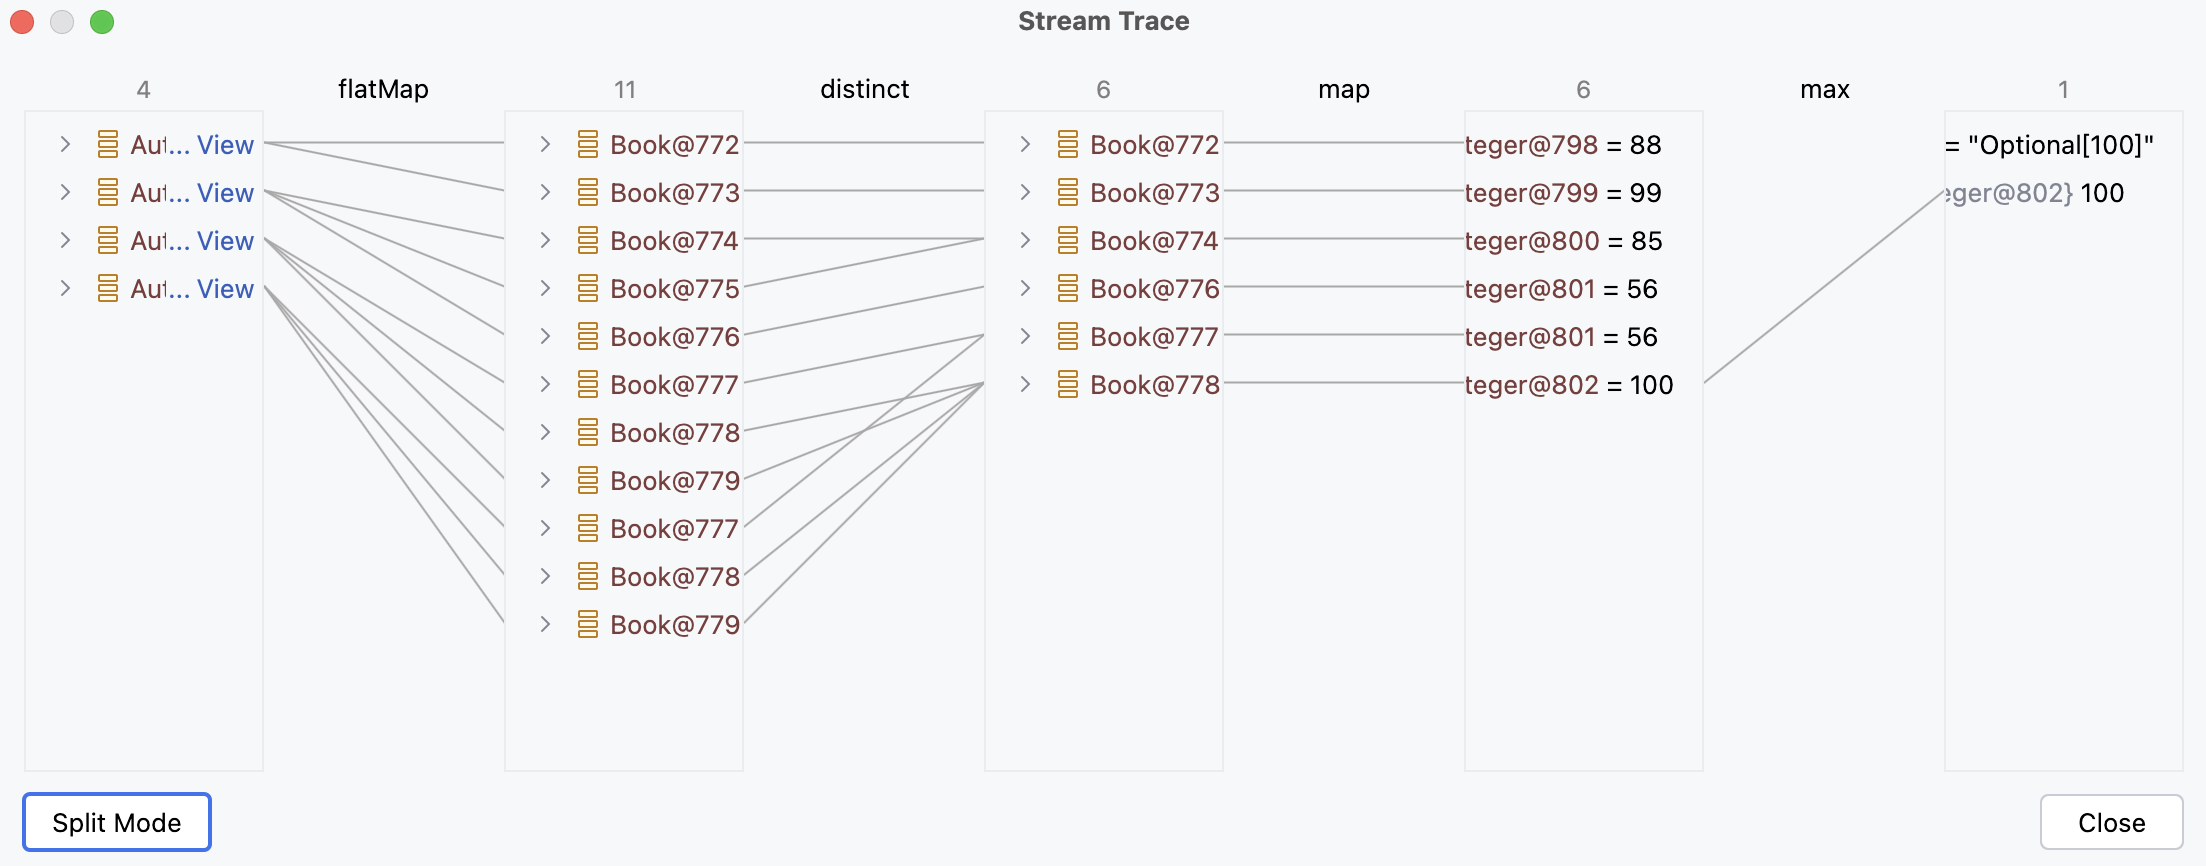 Stream Trace
4 flatMap 11 distinct 6 map 6 max 1
Aut... View Book@772 Book@772 teger@798 = 88 = "Optional[100]"
Aut... View Book@773 Book@773 teger@799 = 99 eger@802} 100
Aut... View Book@774 Book@774 teger@800 = 85
Aut... View Book@775 Book@776 teger@801 = 56
Book@776 Book@777 teger@801 = 56
Book@777 Book@778 teger@802 = 100
Book@778
Book@779
Book@777
Book@778
Book@779
Split Mode Close